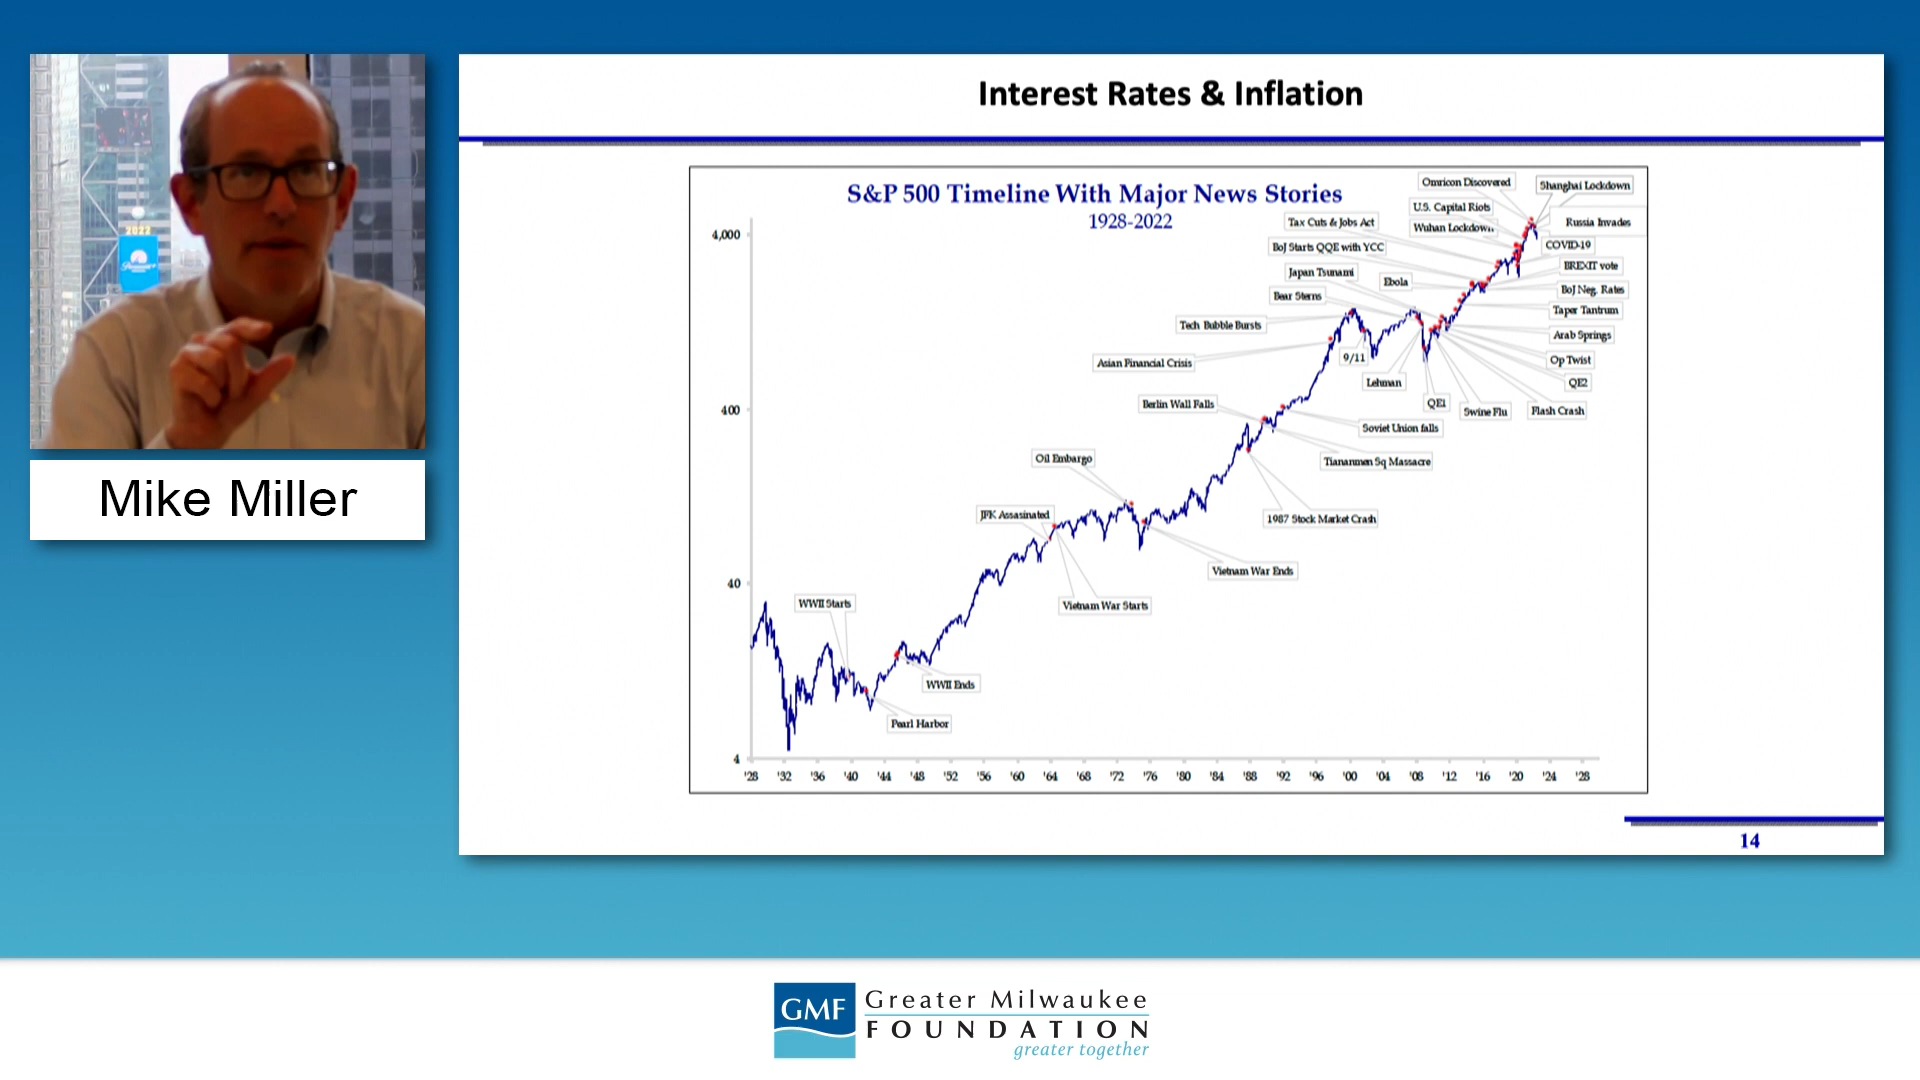 2022
Paramount
Mike Miller
Interest Rates & Inflation
S&P 500 Timeline With Major News Stories
1928-2022
Omricon Discovered
Shanghai Lockdown
U.S. Capital Riots
Tax Cuts & Jobs Act
Wuhan Lockdown
Russia Invades
4,000
BoJ Starts QQE with YCC
COVID-19
Japan Tsunami
Ebola
BREXIT vote
Bear Sterns
BoJ Neg. Rates
Taper Tantrum
Tech Bubble Bursts
Arab Springs
9/11
Asian Financial Crisis
Op Twist
Lehman
QE2
Berlin Wall Falls
QE1
400
Swine Flu
Flash Crash
Soviet Union falls
Oil Embargo
Tiananmen Sq Massacre
JFK Assasinated
1987 Stock Market Crash
Vietnam War Ends
40
WWII Starts
Vietnam War Starts
WWII Ends
Pearl Harbor
4
'28 '32 '36 '40 '44 '48 '52 '56 '60 '64 '68 '72 '76 '80 '84 '88 '92 '96 '00 '04 '08 '12 '16 '20 '24 '28
14
GMF
Greater Milwaukee
FOUNDATION
greater together